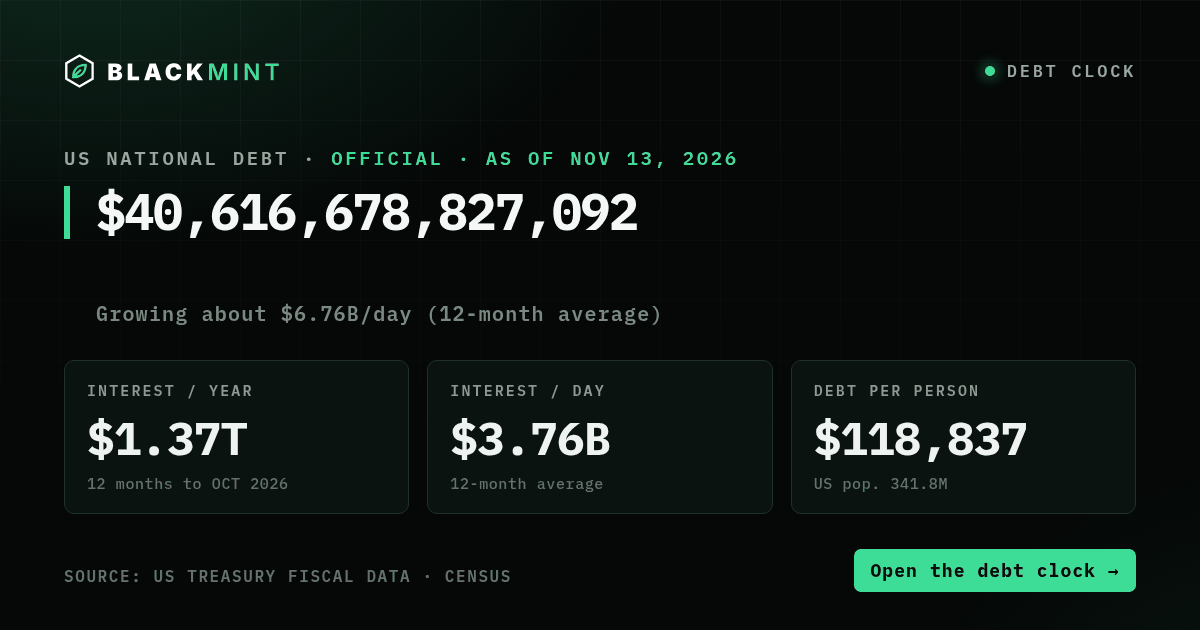 BLACKMINT
DEBT CLOCK
US NATIONAL DEBT · OFFICIAL · AS OF NOV 13, 2026
$40,616,678,827,092
Growing about $6.76B/day (12-month average)
INTEREST / YEAR
$1.37T
12 months to OCT 2026
INTEREST / DAY
$3.76B
12-month average
DEBT PER PERSON
$118,837
US pop. 341.8M
SOURCE: US TREASURY FISCAL DATA · CENSUS
Open the debt clock →